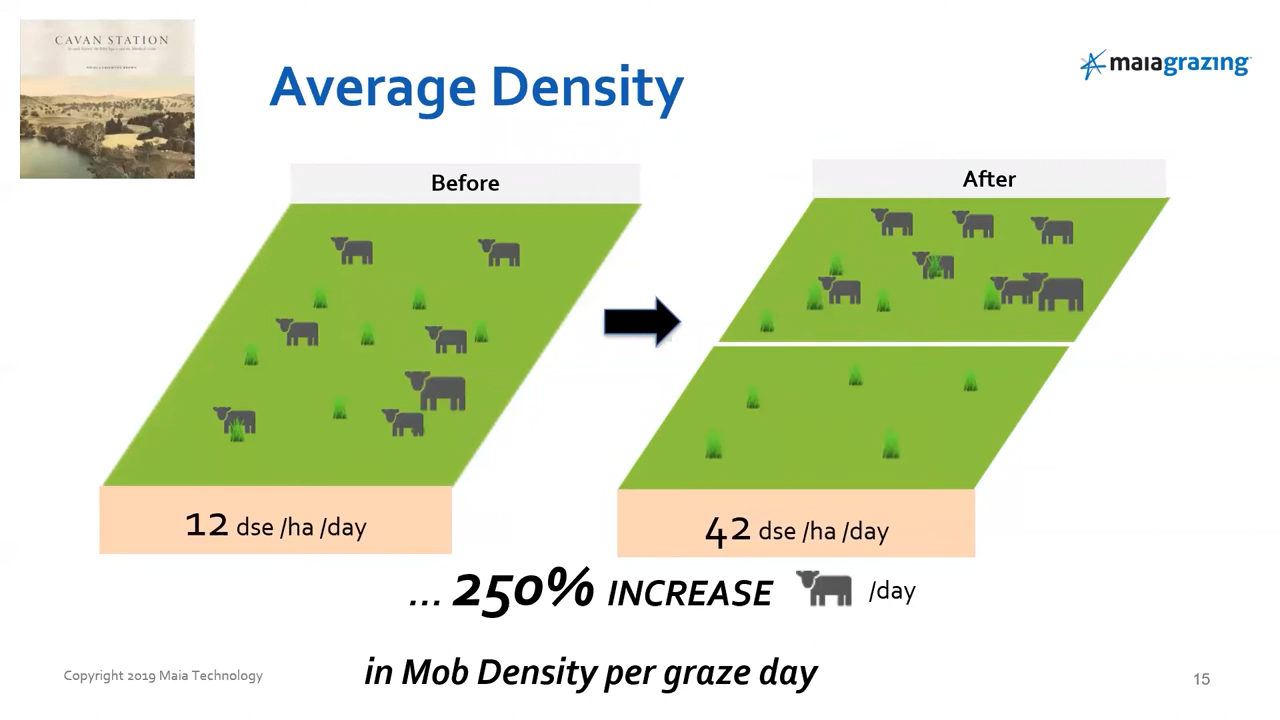 CAVAN STATION
maiagrazing
Average Density
Before
After
12 dse /ha /day
42 dse /ha /day
... 250% INCREASE /day
in Mob Density per graze day
Copyright 2019 Maia Technology
15